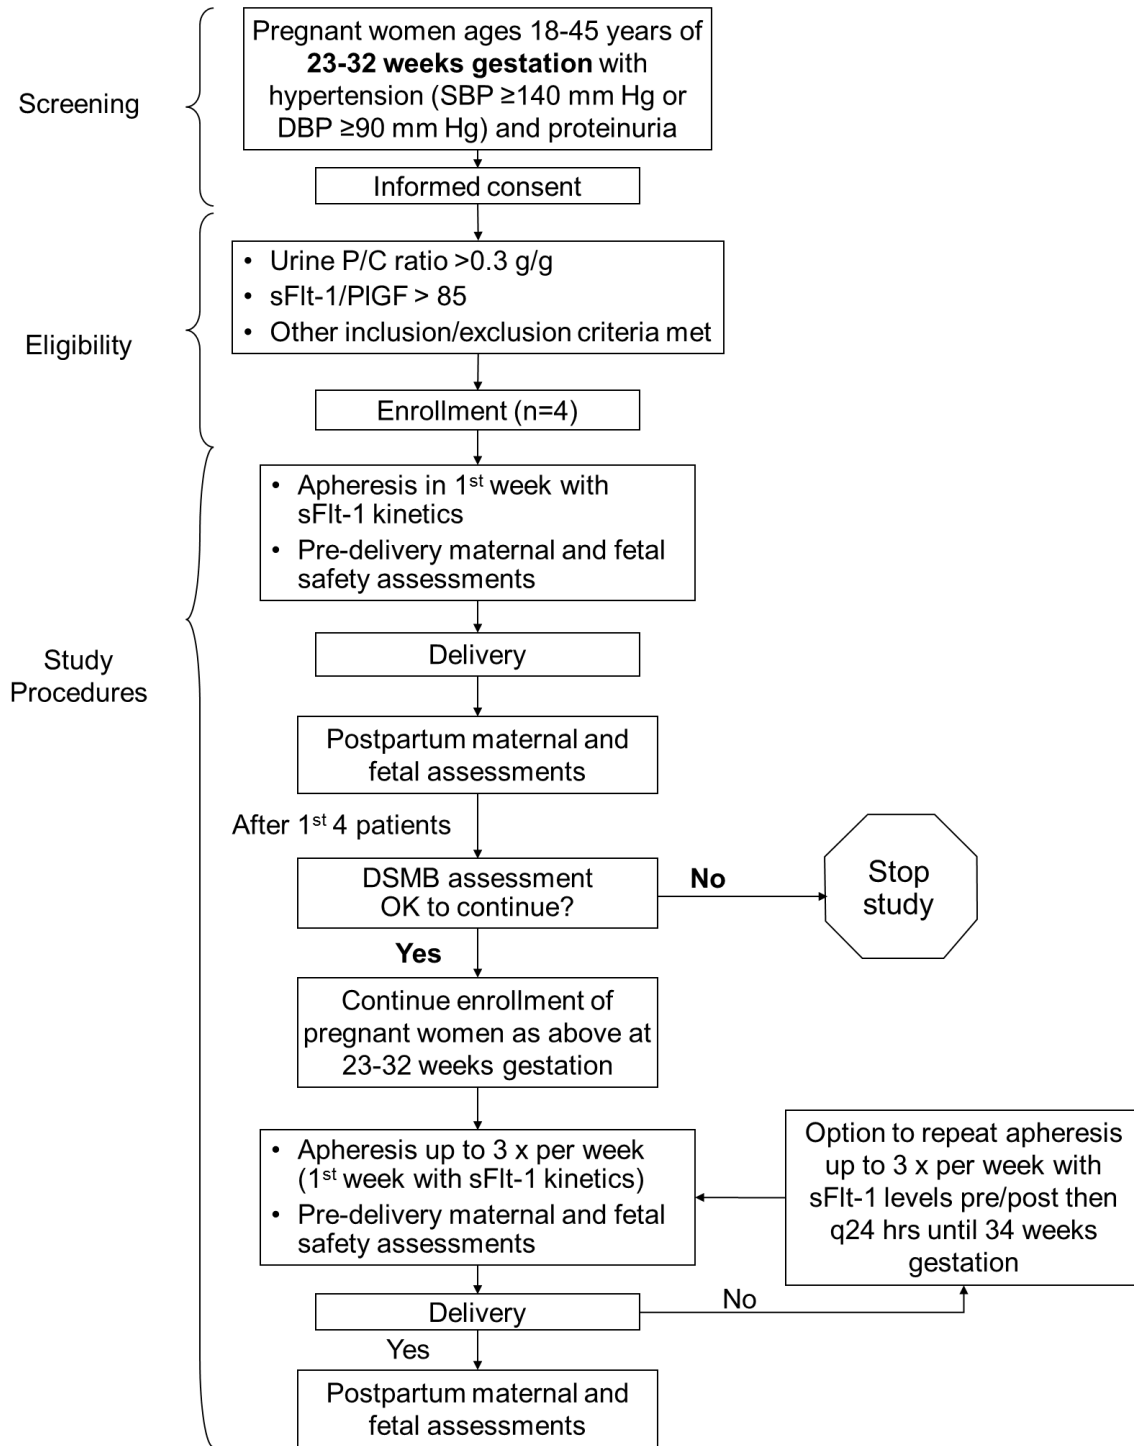 Pregnant women ages 18-45 years of
23-32 weeks gestation with
hypertension (SBP ≥140 mm Hg or
DBP ≥90 mm Hg) and proteinuria
Screening
Informed consent
• Urine P/C ratio >0.3 g/g
• sFlt-1/PlGF > 85
• Other inclusion/exclusion criteria met
Eligibility
Enrollment (n=4)
• Apheresis in 1st week with
sFlt-1 kinetics
• Pre-delivery maternal and fetal
safety assessments
Delivery
Study
Procedures
Postpartum maternal and
fetal assessments
After 1st 4 patients
DSMB assessment
OK to continue?
No
Stop
study
Yes
Continue enrollment of
pregnant women as above at
23-32 weeks gestation
• Apheresis up to 3 x per week
(1st week with sFlt-1 kinetics)
• Pre-delivery maternal and fetal
safety assessments
Option to repeat apheresis
up to 3 x per week with
sFlt-1 levels pre/post then
q24 hrs until 34 weeks
gestation
Delivery
No
Yes
Postpartum maternal and
fetal assessments